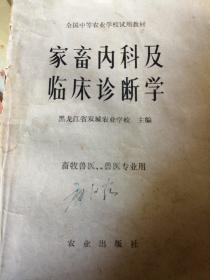 全国中等农业学校试用教材
家畜内科及
临床诊断学
黑龙江省双城农业学校 主编
畜牧兽医、兽医专业用
农业出版社